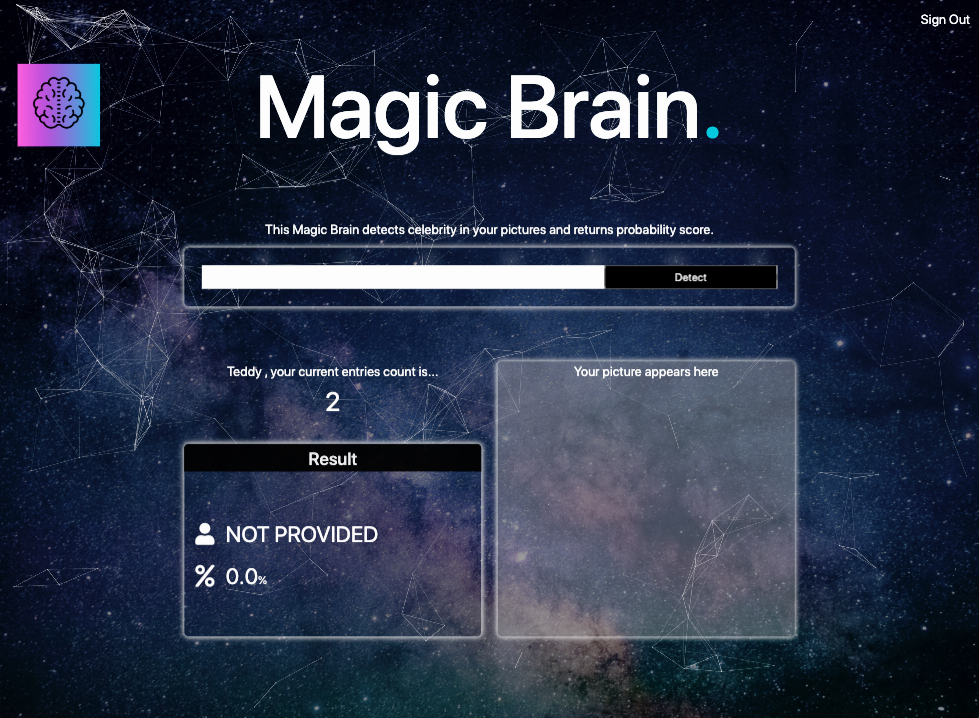 Sign Out
Magic Brain.
This Magic Brain detects celebrity in your pictures and returns probability score.
Detect
Teddy , your current entries count is...
2
Your picture appears here
Result
NOT PROVIDED
% 0.0%